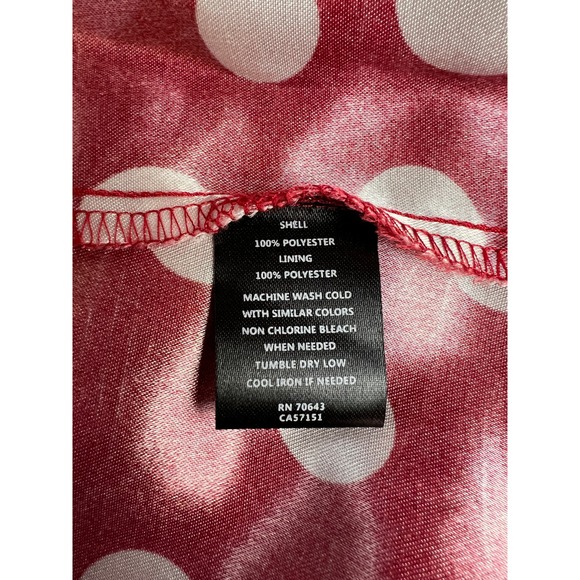 SHELL
100% POLYESTER
LINING
100% POLYESTER
MACHINE WASH COLD
WITH SIMILAR COLORS
NON CHLORINE BLEACH
WHEN NEEDED
TUMBLE DRY LOW
COOL IRON IF NEEDED
RN 70643
CA57151